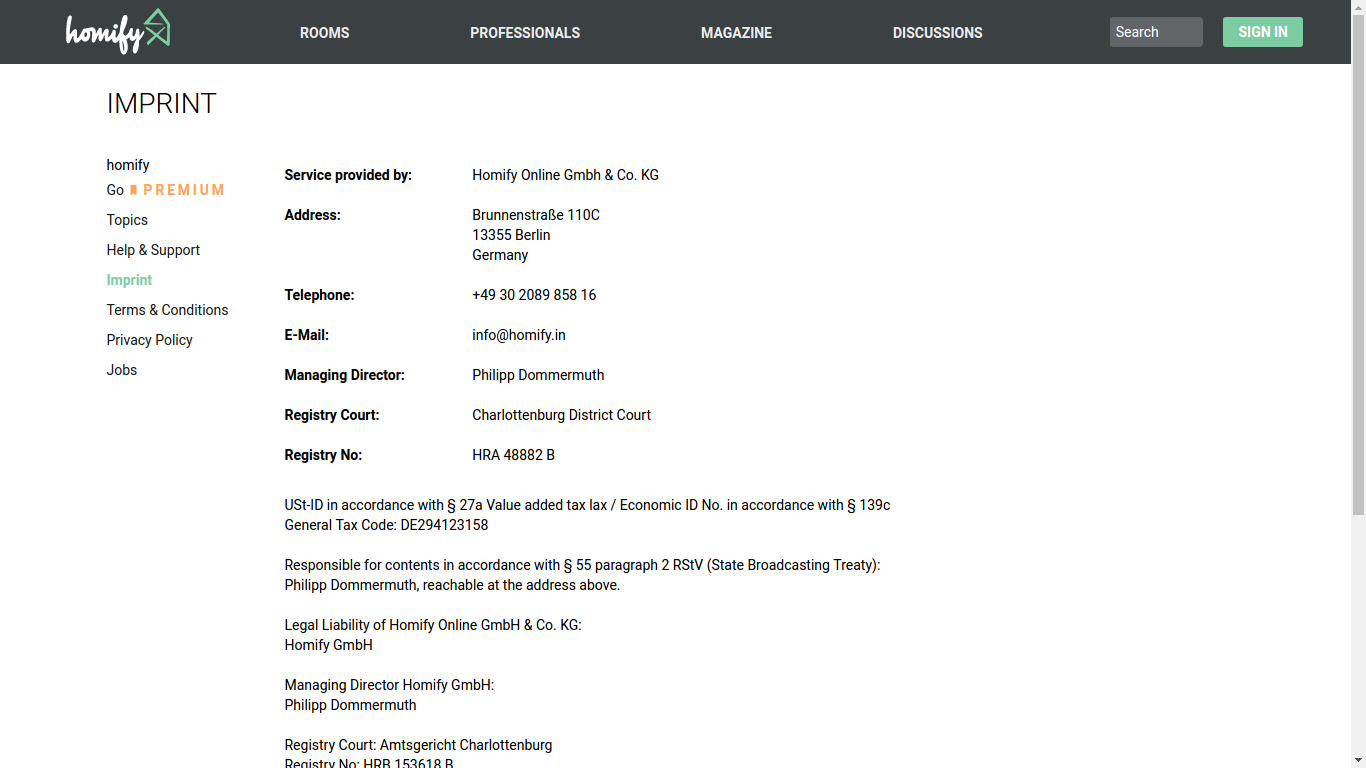 homify
ROOMS
PROFESSIONALS
MAGAZINE
DISCUSSIONS
Search
SIGN IN
IMPRINT
homify
Go PREMIUM
Topics
Help & Support
Imprint
Terms & Conditions
Privacy Policy
Jobs
Service provided by: Homify Online Gmbh & Co. KG
Address: Brunnenstraße 110C
13355 Berlin
Germany
Telephone: +49 30 2089 858 16
E-Mail: info@homify.in
Managing Director: Philipp Dommermuth
Registry Court: Charlottenburg District Court
Registry No: HRA 48882 B
USt-ID in accordance with § 27a Value added tax lax / Economic ID No. in accordance with § 139c
General Tax Code: DE294123158
Responsible for contents in accordance with § 55 paragraph 2 RStV (State Broadcasting Treaty):
Philipp Dommermuth, reachable at the address above.
Legal Liability of Homify Online GmbH & Co. KG:
Homify GmbH
Managing Director Homify GmbH:
Philipp Dommermuth
Registry Court: Amtsgericht Charlottenburg
Registry No: HRB 153618 B